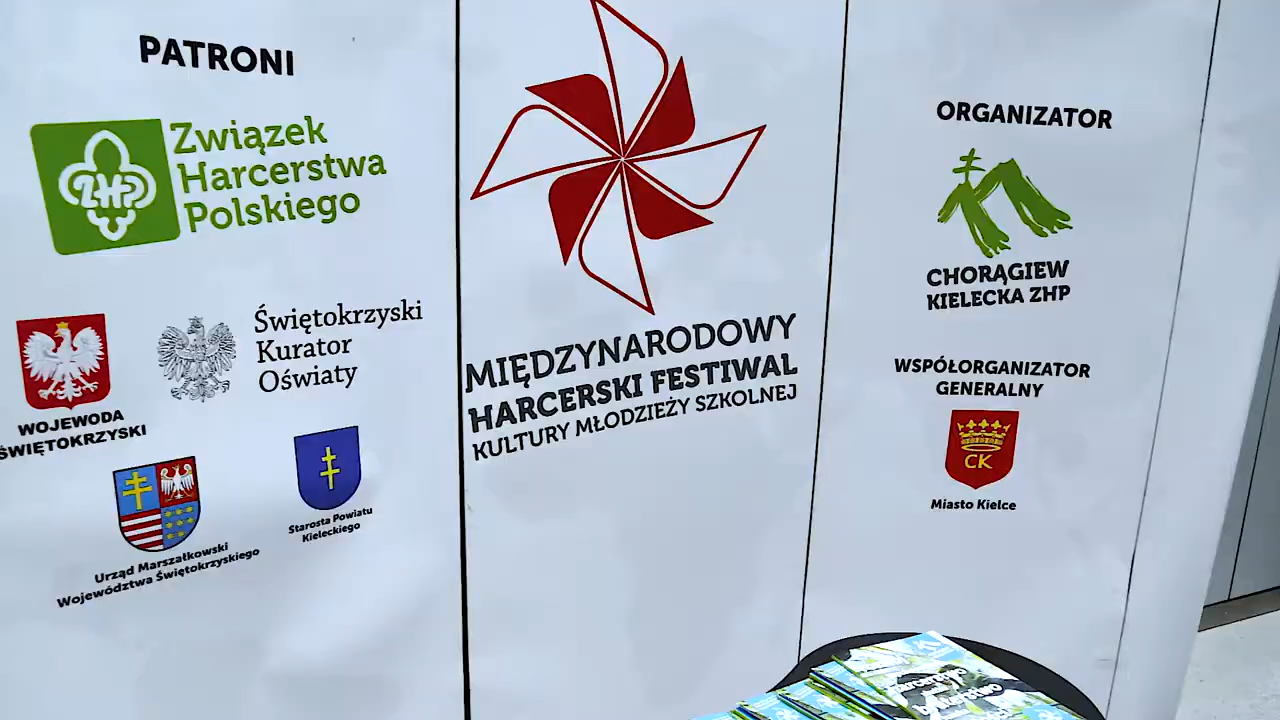 PATRONI
ZHP
Związek
Harcerstwa
Polskiego
WOJEWODA
ŚWIĘTOKRZYSKI
Świętokrzyski
Kurator
Oświaty
Urząd Marszałkowski
Województwa Świętokrzyskiego
Starosta Powiatu
Kieleckiego
MIĘDZYNARODOWY
HARCERSKI FESTIWAL
KULTURY MŁODZIEŻY SZKOLNEJ
ORGANIZATOR
CHORĄGIEW
KIELECKA ZHP
WSPÓŁORGANIZATOR
GENERALNY
CK
Miasto Kielce